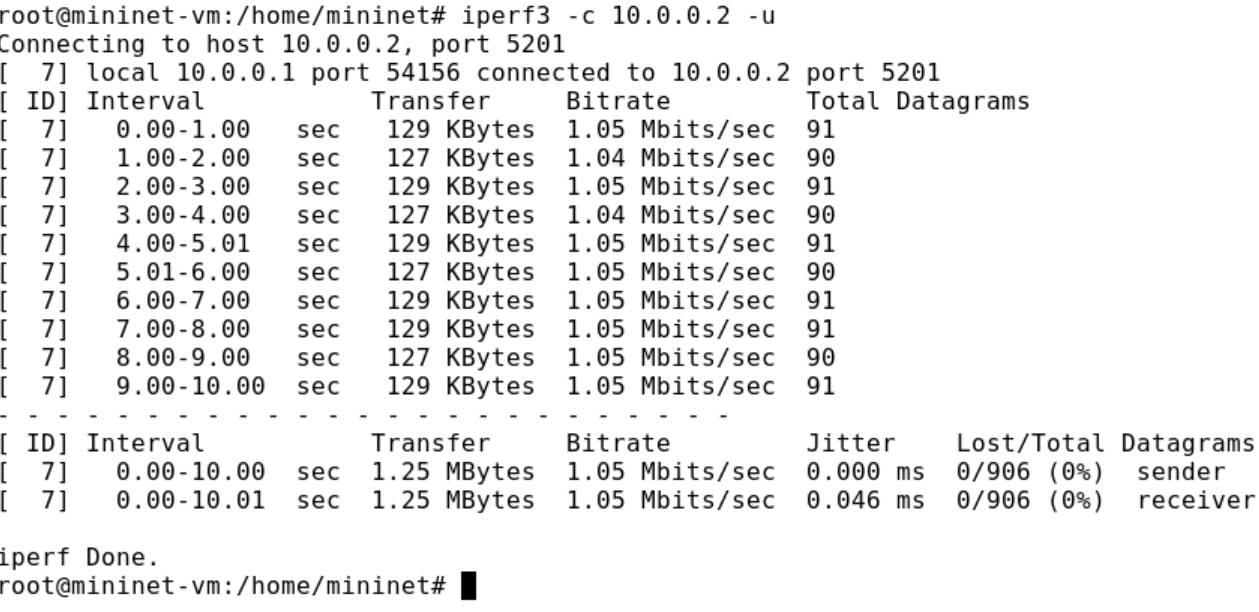 root@mininet-vm:/home/mininet# iperf3 -c 10.0.0.2 -u
Connecting to host 10.0.0.2, port 5201
[  7] local 10.0.0.1 port 54156 connected to 10.0.0.2 port 5201
[ ID] Interval           Transfer     Bitrate         Total Datagrams
[  7]   0.00-1.00   sec   129 KBytes  1.05 Mbits/sec  91
[  7]   1.00-2.00   sec   127 KBytes  1.04 Mbits/sec  90
[  7]   2.00-3.00   sec   129 KBytes  1.05 Mbits/sec  91
[  7]   3.00-4.00   sec   127 KBytes  1.04 Mbits/sec  90
[  7]   4.00-5.01   sec   129 KBytes  1.05 Mbits/sec  91
[  7]   5.01-6.00   sec   127 KBytes  1.05 Mbits/sec  90
[  7]   6.00-7.00   sec   129 KBytes  1.05 Mbits/sec  91
[  7]   7.00-8.00   sec   129 KBytes  1.05 Mbits/sec  91
[  7]   8.00-9.00   sec   127 KBytes  1.05 Mbits/sec  90
[  7]   9.00-10.00  sec   129 KBytes  1.05 Mbits/sec  91
- - - - - - - - - - - - - - - - - - - - - - - - -
[ ID] Interval           Transfer     Bitrate         Jitter    Lost/Total Datagrams
[  7]   0.00-10.00  sec  1.25 MBytes  1.05 Mbits/sec  0.000 ms  0/906 (0%)  sender
[  7]   0.00-10.01  sec  1.25 MBytes  1.05 Mbits/sec  0.046 ms  0/906 (0%)  receiver
iperf Done.
root@mininet-vm:/home/mininet#